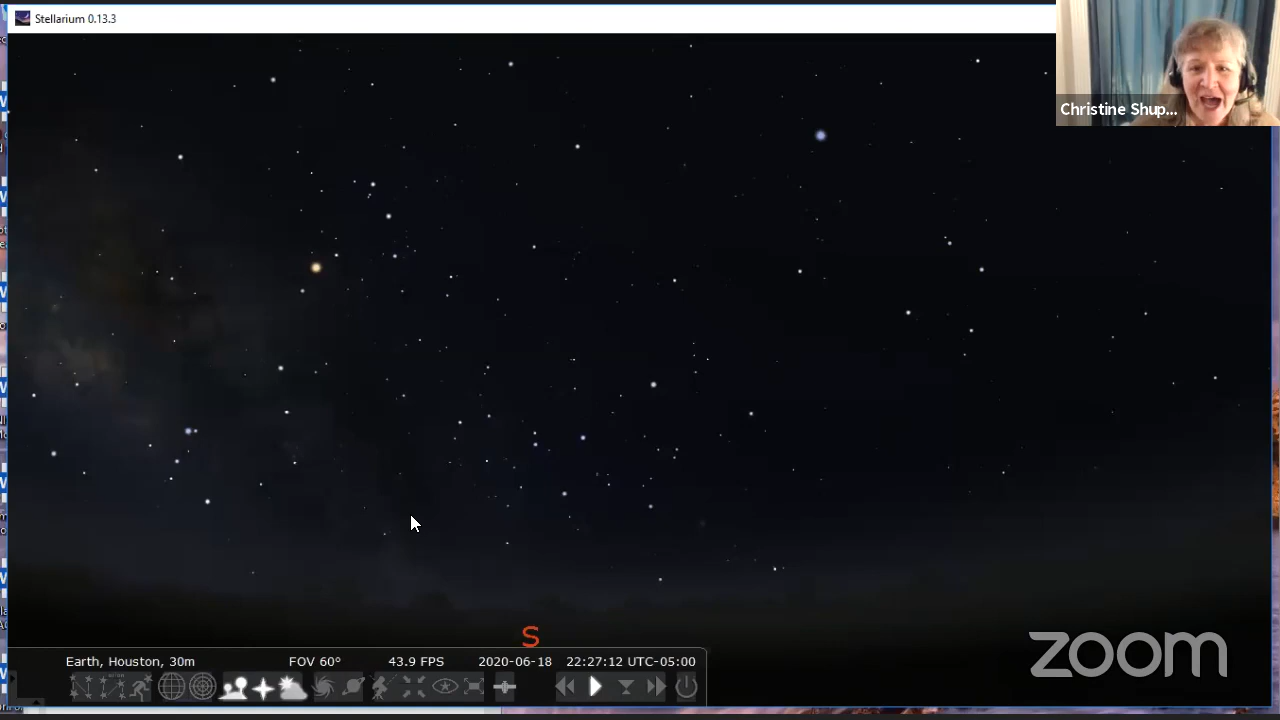 Stellarium 0.13.3
Christine Shup...
S
Earth, Houston, 30m FOV 60° 43.9 FPS 2020-06-18 22:27:12 UTC-05:00
zoom